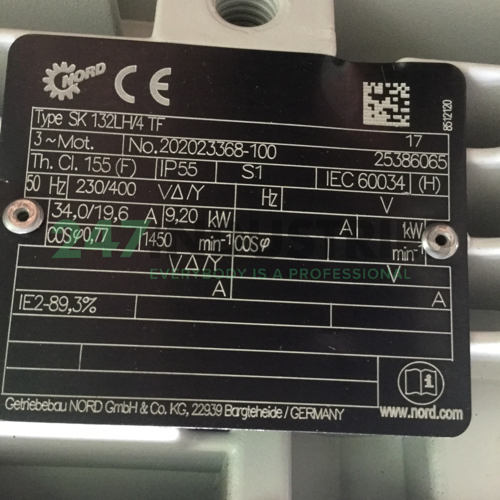 NORD CE
Type SK 132LH/4 TF 17
3~Mot. No. 202023368-100 25386065
Th. Cl. 155 (F) IP55 S1 IEC 60034 (H)
50 Hz 230/400 V Δ/Y Hz V
34,0/19,6 A 9,20 kW A kW
cosφ 0,77 1450 min⁻¹ cosφ min⁻¹
247 INDUSTRIE
EVERYBODY IS A DEALER
V Δ/Y V
A A
IE2-89,3%
i
Getriebebau NORD GmbH & Co. KG, 22939 Bargteheide / GERMANY www.nord.com
8512120